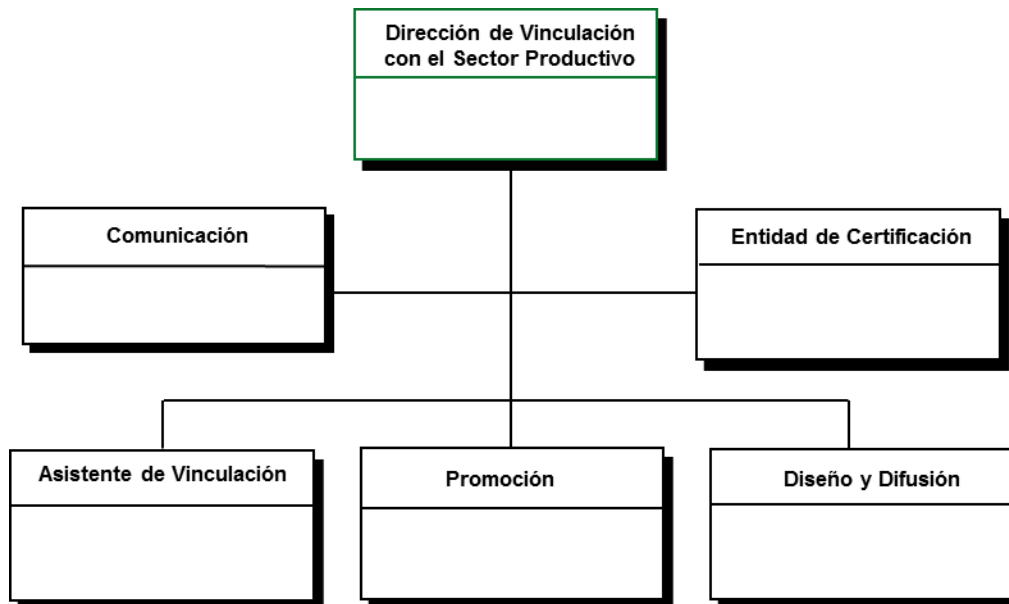 Dirección de Vinculación
con el Sector Productivo
Comunicación
Entidad de Certificación
Asistente de Vinculación
Promoción
Diseño y Difusión